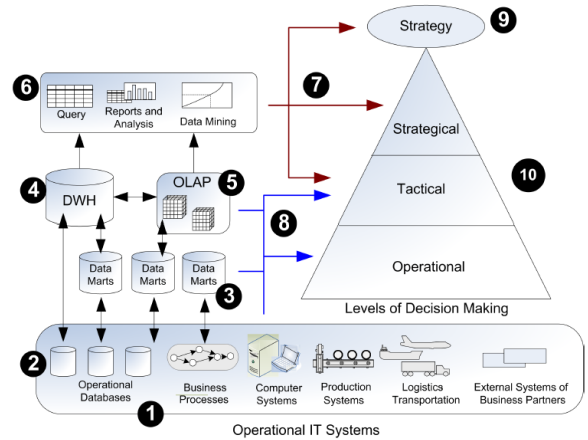 9
Strategy
6
Query
Reports and
Analysis
Data Mining
7
Strategical
4
DWH
OLAP
5
Tactical
10
8
Data
Marts
Data
Marts
Data
Marts
3
Operational
Levels of Decision Making
2
Operational
Databases
Business
Processes
Computer
Systems
Production
Systems
Logistics
Transportation
External Systems of
Business Partners
1
Operational IT Systems